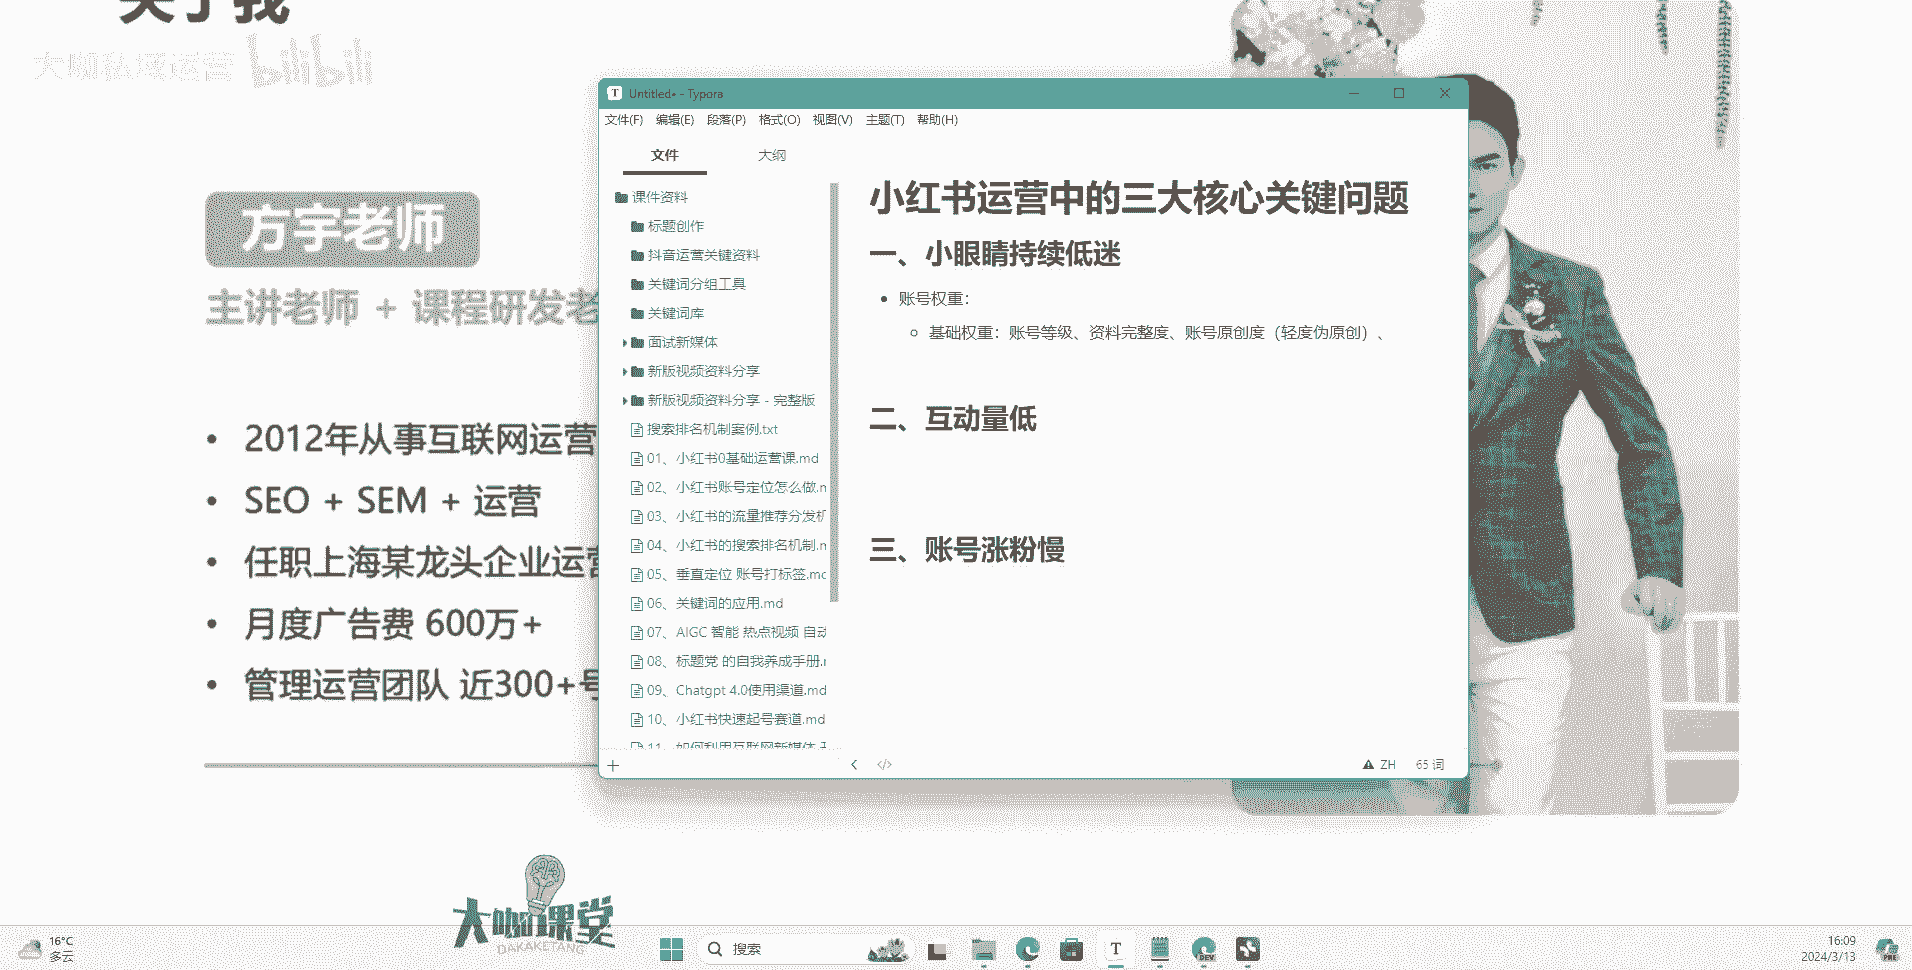 关于我
大咖私域运营 bilibili
方宇老师
主讲老师 + 课程研发老
• 2012年从事互联网运营
• SEO + SEM + 运营
• 任职上海某龙头企业运营
• 月度广告费 600万+
• 管理运营团队 近300+号
Untitled• - Typora
文件(F) 编辑(E) 段落(P) 格式(O) 视图(V) 主题(T) 帮助(H)
文件 大纲
课件资料
标题创作
抖音运营关键资料
关键词分组工具
关键词库
面试新媒体
新版视频资料分享
新版视频资料分享 - 完整版
搜索排名机制案例.txt
01、小红书0基础运营课.md
02、小红书账号定位怎么做.m
03、小红书的流量推荐分发机
04、小红书的搜索排名机制.m
05、垂直定位 账号打标签.mc
06、关键词的应用.md
07、AIGC 智能 热点视频 自动
08、标题党 的自我养成手册.r
09、Chatgpt 4.0使用渠道.md
10、小红书快速起号赛道.md
11、如何利用互联网新媒体
小红书运营中的三大核心关键问题
一、小眼睛持续低迷
• 账号权重：
◦ 基础权重：账号等级、资料完整度、账号原创度（轻度伪原创）、
二、互动量低
三、账号涨粉慢
ZH 65 词
大咖课堂
DAKAKETANG
16°C
多云
搜索
T
DEV
16:09
2024/3/13
PRE